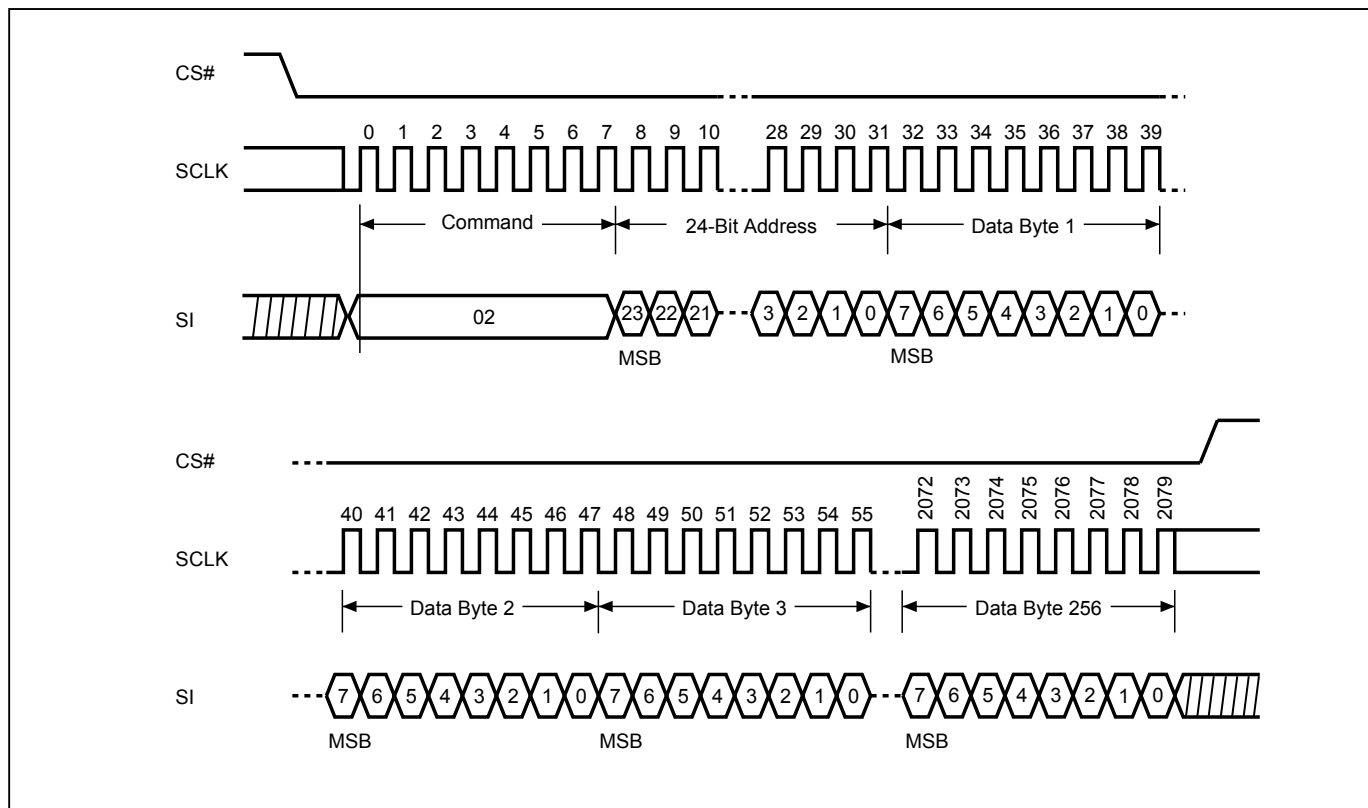 CS#
0 1 2 3 4 5 6 7 8 9 10 28 29 30 31 32 33 34 35 36 37 38 39
SCLK
Command 24-Bit Address Data Byte 1
SI 02 23 22 21 3 2 1 0 7 6 5 4 3 2 1 0
MSB MSB
CS#
40 41 42 43 44 45 46 47 48 49 50 51 52 53 54 55 2072 2073 2074 2075 2076 2077 2078 2079
SCLK
Data Byte 2 Data Byte 3 Data Byte 256
SI 7 6 5 4 3 2 1 0 7 6 5 4 3 2 1 0 7 6 5 4 3 2 1 0
MSB MSB MSB